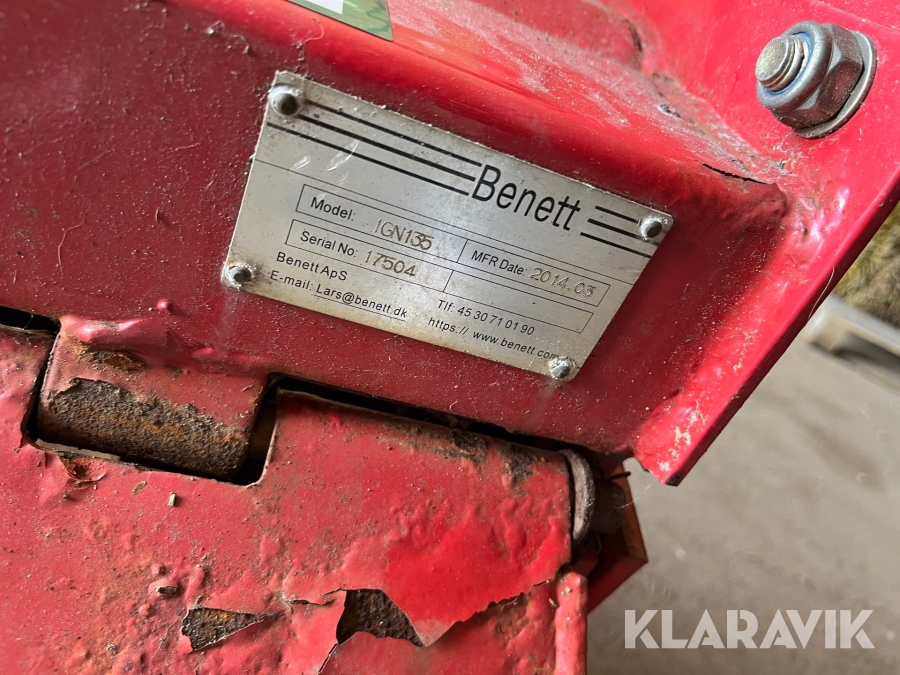 Benett
Model: IGN135
MFR Date: 2014.03
Serial No: 17504
Benett ApS
Tlf: 45 30 71 01 90
E-mail: Lars@benett.dk https:// www.benett.com
KLARAVIK